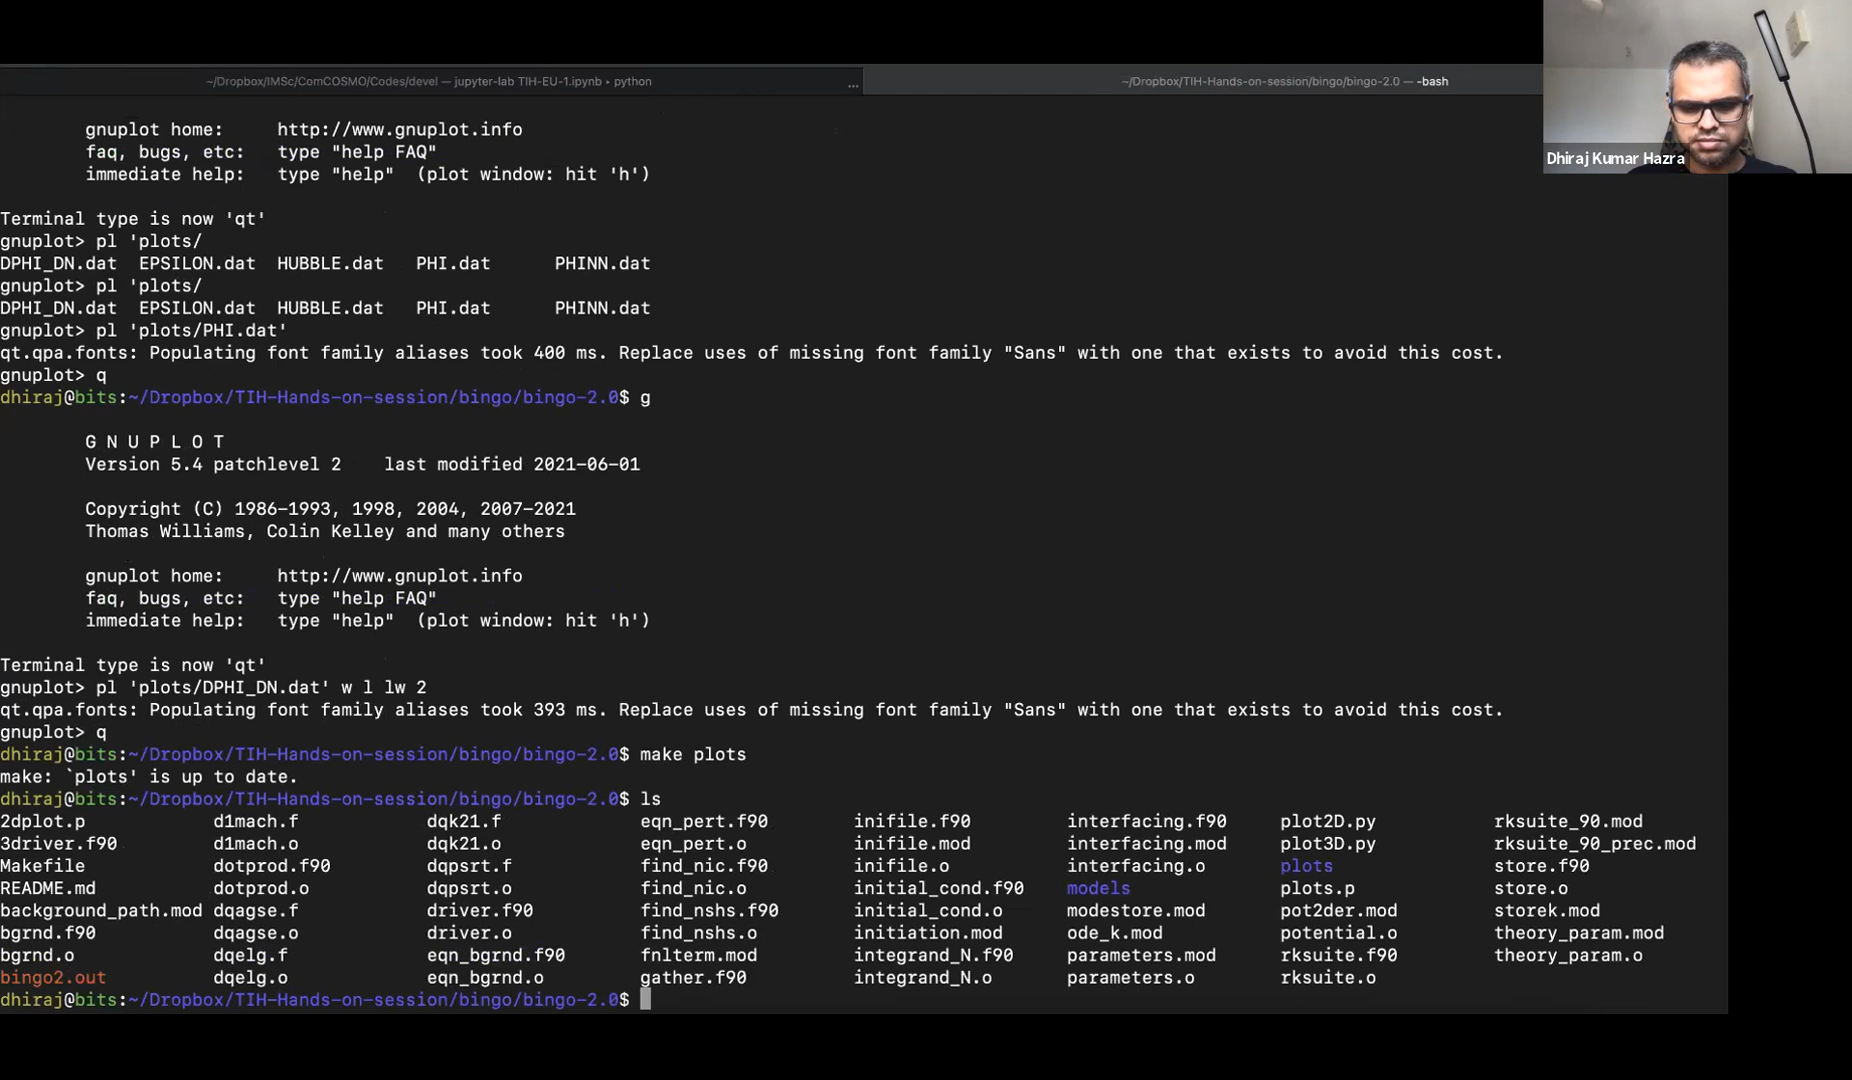 ~/Dropbox/IMSc/ComCOSMO/Codes/devel — jupyter-lab TIH-EU-1.ipynb ▸ python
...
~/Dropbox/TIH-Hands-on-session/bingo/bingo-2.0 — -bash
Dhiraj Kumar Hazra
gnuplot home:     http://www.gnuplot.info
faq, bugs, etc:   type "help FAQ"
immediate help:   type "help"  (plot window: hit 'h')
Terminal type is now 'qt'
gnuplot> pl 'plots/
DPHI_DN.dat  EPSILON.dat  HUBBLE.dat   PHI.dat      PHINN.dat
gnuplot> pl 'plots/
DPHI_DN.dat  EPSILON.dat  HUBBLE.dat   PHI.dat      PHINN.dat
gnuplot> pl 'plots/PHI.dat'
qt.qpa.fonts: Populating font family aliases took 400 ms. Replace uses of missing font family "Sans" with one that exists to avoid this cost.
gnuplot> q
dhiraj@bits:~/Dropbox/TIH-Hands-on-session/bingo/bingo-2.0$ g
G N U P L O T
Version 5.4 patchlevel 2    last modified 2021-06-01
Copyright (C) 1986-1993, 1998, 2004, 2007-2021
Thomas Williams, Colin Kelley and many others
gnuplot home:     http://www.gnuplot.info
faq, bugs, etc:   type "help FAQ"
immediate help:   type "help"  (plot window: hit 'h')
Terminal type is now 'qt'
gnuplot> pl 'plots/DPHI_DN.dat' w l lw 2
qt.qpa.fonts: Populating font family aliases took 393 ms. Replace uses of missing font family "Sans" with one that exists to avoid this cost.
gnuplot> q
dhiraj@bits:~/Dropbox/TIH-Hands-on-session/bingo/bingo-2.0$ make plots
make: `plots' is up to date.
dhiraj@bits:~/Dropbox/TIH-Hands-on-session/bingo/bingo-2.0$ ls
2dplot.p            d1mach.f            dqk21.f             eqn_pert.f90        inifile.f90         interfacing.f90     plot2D.py           rksuite_90.mod
3driver.f90         d1mach.o            dqk21.o             eqn_pert.o          inifile.mod         interfacing.mod     plot3D.py           rksuite_90_prec.mod
Makefile            dotprod.f90         dqpsrt.f            find_nic.f90        inifile.o           interfacing.o       plots               store.f90
README.md           dotprod.o           dqpsrt.o            find_nic.o          initial_cond.f90    models              plots.p             store.o
background_path.mod dqagse.f            driver.f90          find_nshs.f90       initial_cond.o      modestore.mod       pot2der.mod         storek.mod
bgrnd.f90           dqagse.o            driver.o            find_nshs.o         initiation.mod      ode_k.mod           potential.o         theory_param.mod
bgrnd.o             dqelg.f             eqn_bgrnd.f90       fnlterm.mod         integrand_N.f90     parameters.mod      rksuite.f90         theory_param.o
bingo2.out          dqelg.o             eqn_bgrnd.o         gather.f90          integrand_N.o       parameters.o        rksuite.o
dhiraj@bits:~/Dropbox/TIH-Hands-on-session/bingo/bingo-2.0$